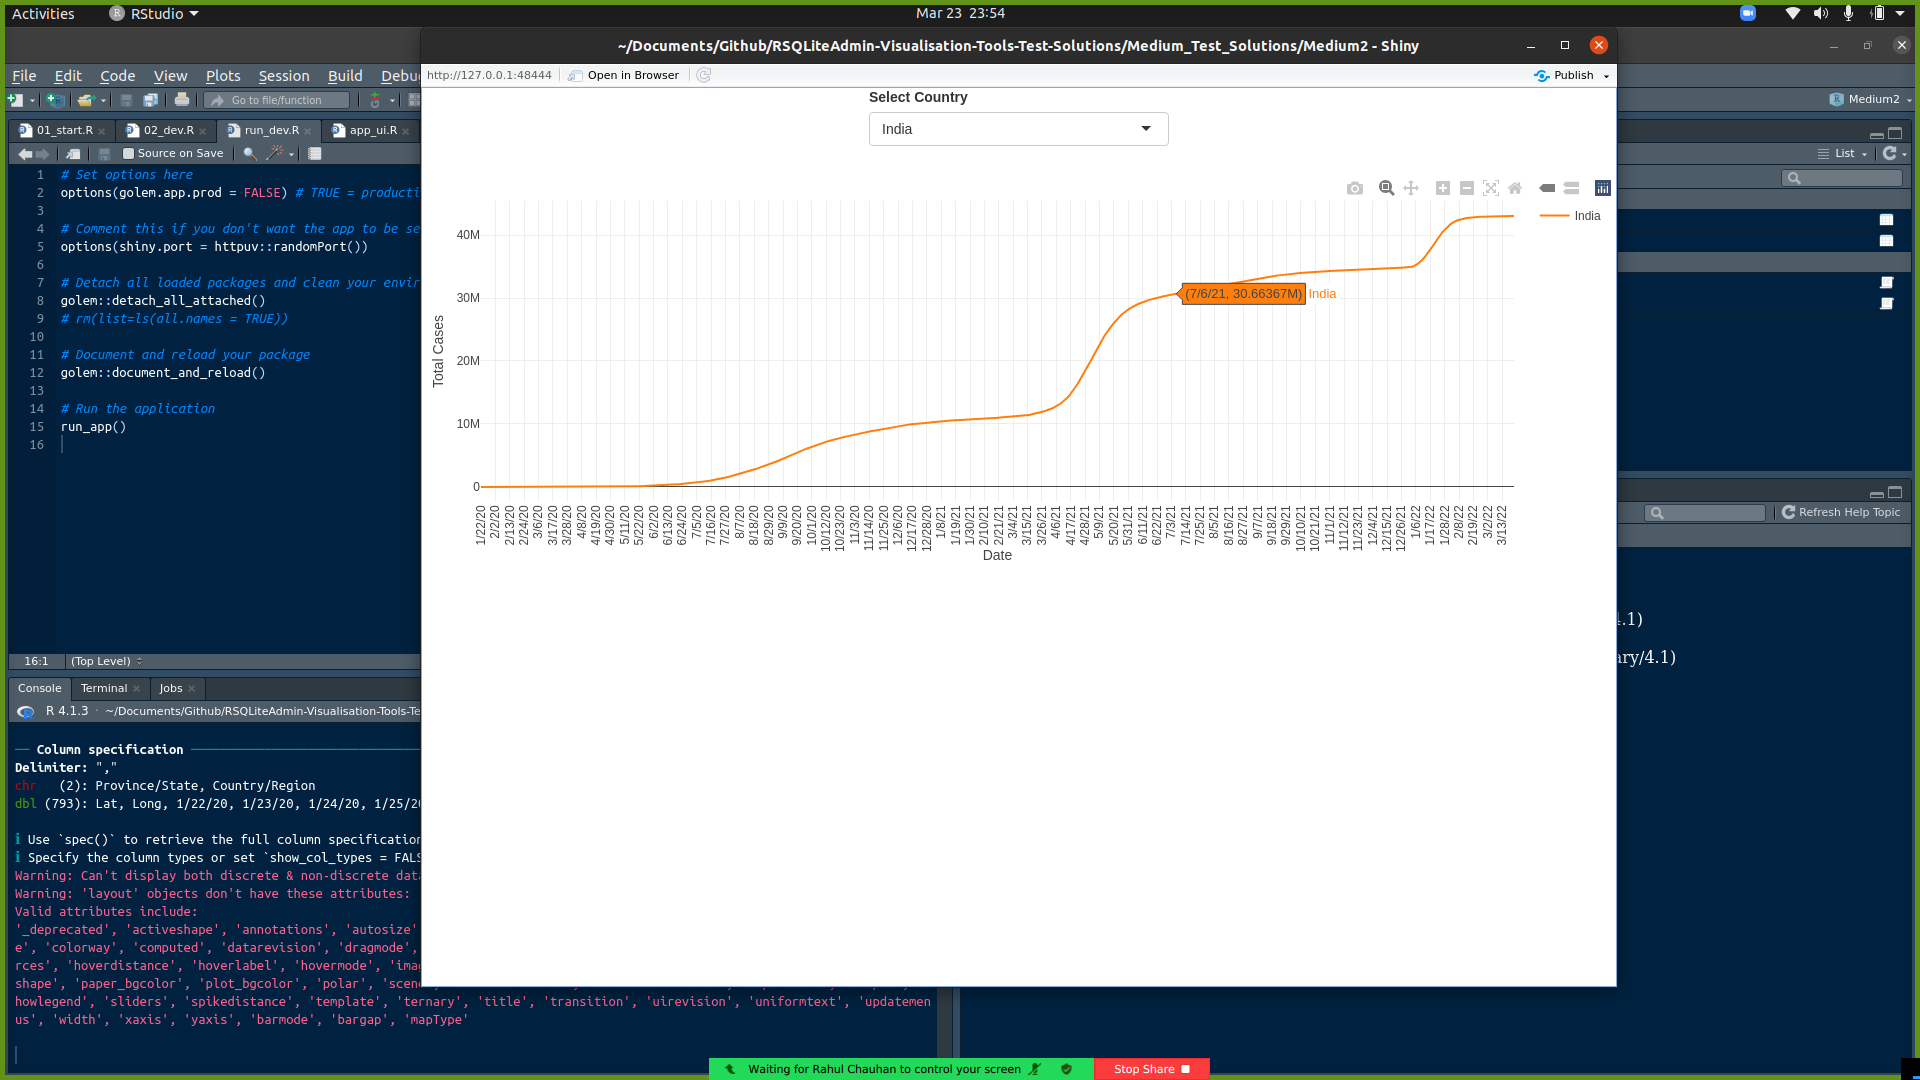 Activities
RStudio
Mar 23 23:54
~/Documents/Github/RSQLiteAdmin-Visualisation-Tools-Test-Solutions/Medium_Test_Solutions/Medium2 - Shiny
http://127.0.0.1:48444
Open in Browser
Publish
File Edit Code View Plots Session Build Debu
Go to file/function
Medium2
01_start.R
02_dev.R
run_dev.R
app_ui.R
Source on Save
List
1 # Set options here
2 options(golem.app.prod = FALSE) # TRUE = producti
3
4 # Comment this if you don't want the app to be se
5 options(shiny.port = httpuv::randomPort())
6
7 # Detach all loaded packages and clean your envir
8 golem::detach_all_attached()
9 # rm(list=ls(all.names = TRUE))
10
11 # Document and reload your package
12 golem::document_and_reload()
13
14 # Run the application
15 run_app()
16
16:1 (Top Level)
Select Country
India
India
40M
30M
20M
10M
0
Total Cases
(7/6/21, 30.66367M) India
1/22/20 2/2/20 2/13/20 2/24/20 3/6/20 3/17/20 3/28/20 4/8/20 4/19/20 4/30/20 5/11/20 5/22/20 6/2/20 6/13/20 6/24/20 7/5/20 7/16/20 7/27/20 8/7/20 8/18/20 8/29/20 9/9/20 9/20/20 10/1/20 10/12/20 10/23/20 11/3/20 11/14/20 11/25/20 12/6/20 12/17/20 12/28/20 1/8/21 1/19/21 1/30/21 2/10/21 2/21/21 3/4/21 3/15/21 3/26/21 4/6/21 4/17/21 4/28/21 5/9/21 5/20/21 5/31/21 6/11/21 6/22/21 7/3/21 7/14/21 7/25/21 8/5/21 8/16/21 8/27/21 9/7/21 9/18/21 9/29/21 10/10/21 10/21/21 11/1/21 11/12/21 11/23/21 12/4/21 12/15/21 12/26/21 1/6/22 1/17/22 1/28/22 2/8/22 2/19/22 3/2/22 3/13/22
Date
Refresh Help Topic
4.1)
ary/4.1)
Console Terminal Jobs
R 4.1.3 · ~/Documents/Github/RSQLiteAdmin-Visualisation-Tools-Te
── Column specification ──
Delimiter: ","
chr (2): Province/State, Country/Region
dbl (793): Lat, Long, 1/22/20, 1/23/20, 1/24/20, 1/25/20
ℹ Use `spec()` to retrieve the full column specification
ℹ Specify the column types or set `show_col_types = FALS
Warning: Can't display both discrete & non-discrete data
Warning: 'layout' objects don't have these attributes:
Valid attributes include:
'_deprecated', 'activeshape', 'annotations', 'autosize'
e', 'colorway', 'computed', 'datarevision', 'dragmode',
rces', 'hoverdistance', 'hoverlabel', 'hovermode', 'imag
shape', 'paper_bgcolor', 'plot_bgcolor', 'polar', 'scene
howlegend', 'sliders', 'spikedistance', 'template', 'ternary', 'title', 'transition', 'uirevision', 'uniformtext', 'updatemen
us', 'width', 'xaxis', 'yaxis', 'barmode', 'bargap', 'mapType'
Waiting for Rahul Chauhan to control your screen
Stop Share